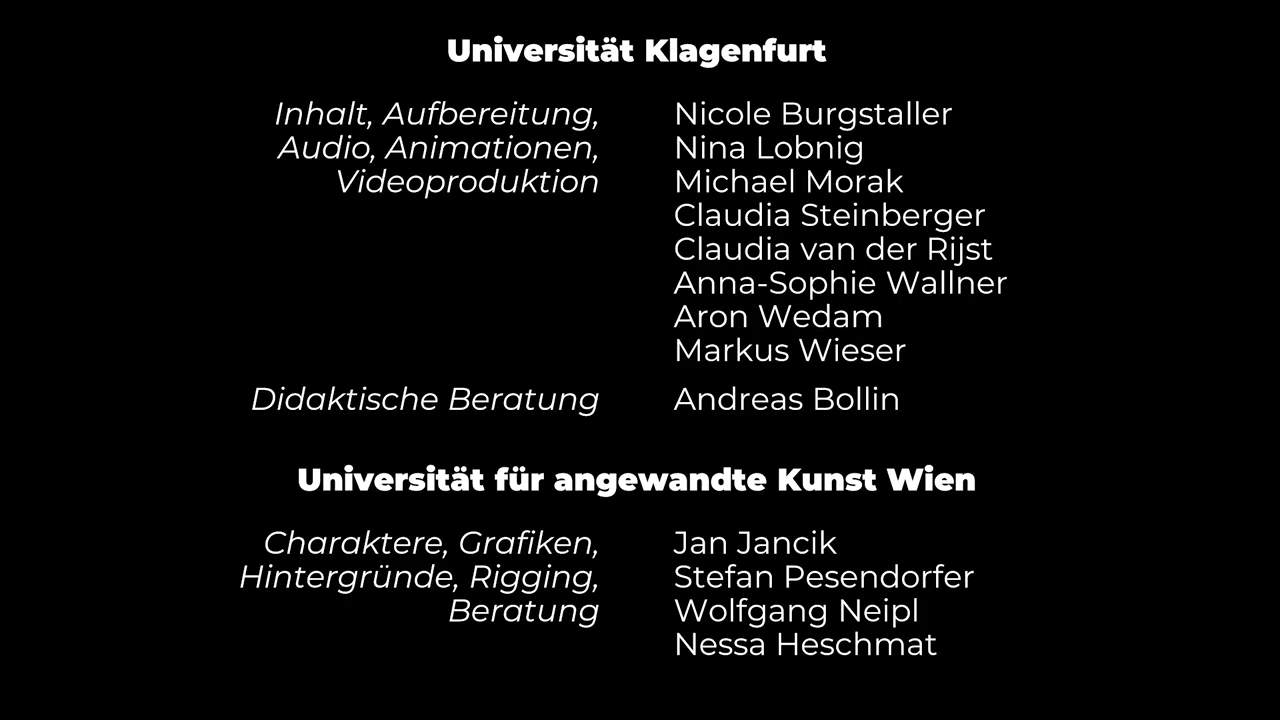 Universität Klagenfurt
Inhalt, Aufbereitung, Nicole Burgstaller
Audio, Animationen, Nina Lobnig
Videoproduktion Michael Morak
Claudia Steinberger
Claudia van der Rijst
Anna-Sophie Wallner
Aron Wedam
Markus Wieser
Didaktische Beratung Andreas Bollin
Universität für angewandte Kunst Wien
Charaktere, Grafiken, Jan Jancik
Hintergründe, Rigging, Stefan Pesendorfer
Beratung Wolfgang Neipl
Nessa Heschmat